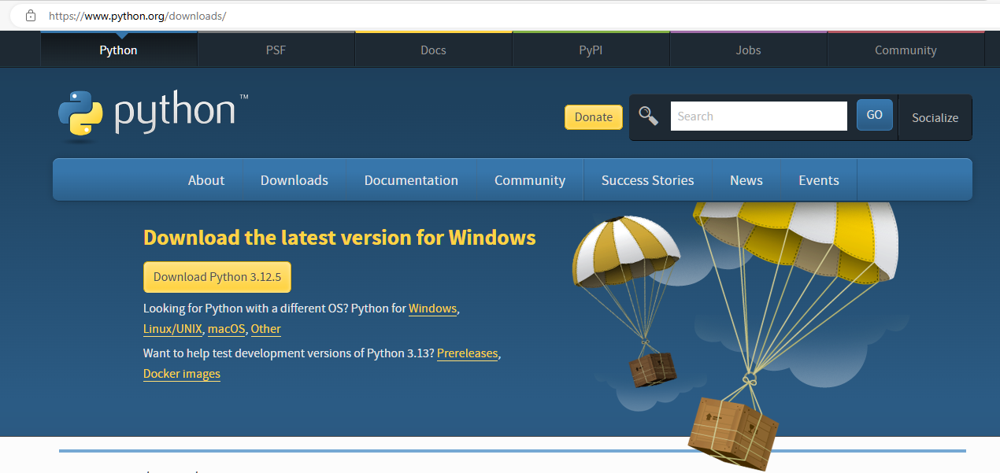 https://www.python.org/downloads/
Python PSF Docs PyPI Jobs Community
python™
Donate Search GO Socialize
About Downloads Documentation Community Success Stories News Events
Download the latest version for Windows
Download Python 3.12.5
Looking for Python with a different OS? Python for Windows,
Linux/UNIX, macOS, Other
Want to help test development versions of Python 3.13? Prereleases,
Docker images